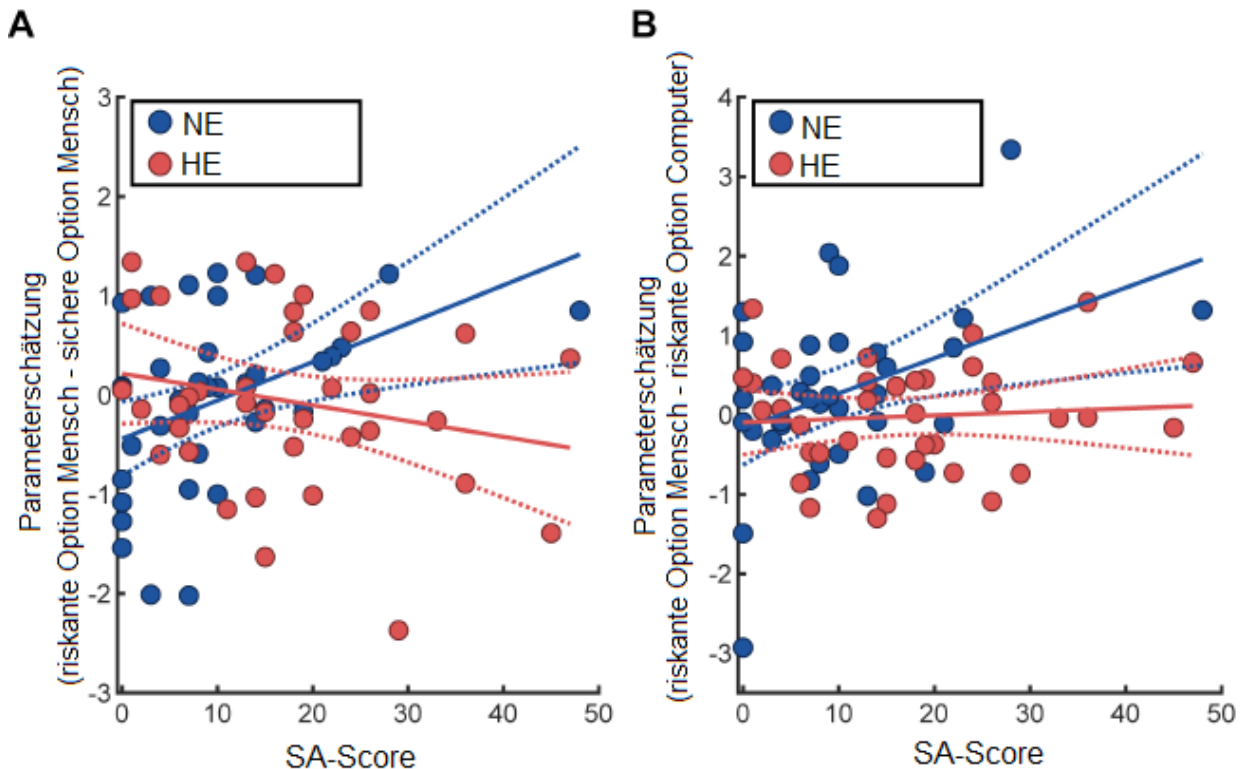 A
Parameterschätzung
(riskante Option Mensch - sichere Option Mensch)
3
2
1
0
-1
-2
-3
NE
HE
0 10 20 30 40 50
SA-Score
B
Parameterschätzung
(riskante Option Mensch - riskante Option Computer)
4
3
2
1
0
-1
-2
-3
NE
HE
0 10 20 30 40 50
SA-Score